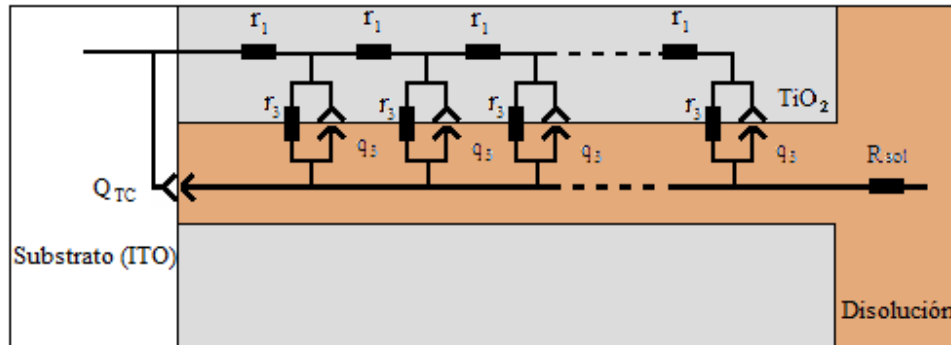 r1 r1 r1 r1
r3 r3 r3 r3 TiO2
q3 q3 q3 q3
Rsol
QTC
Substrato (ITO)
Disolución